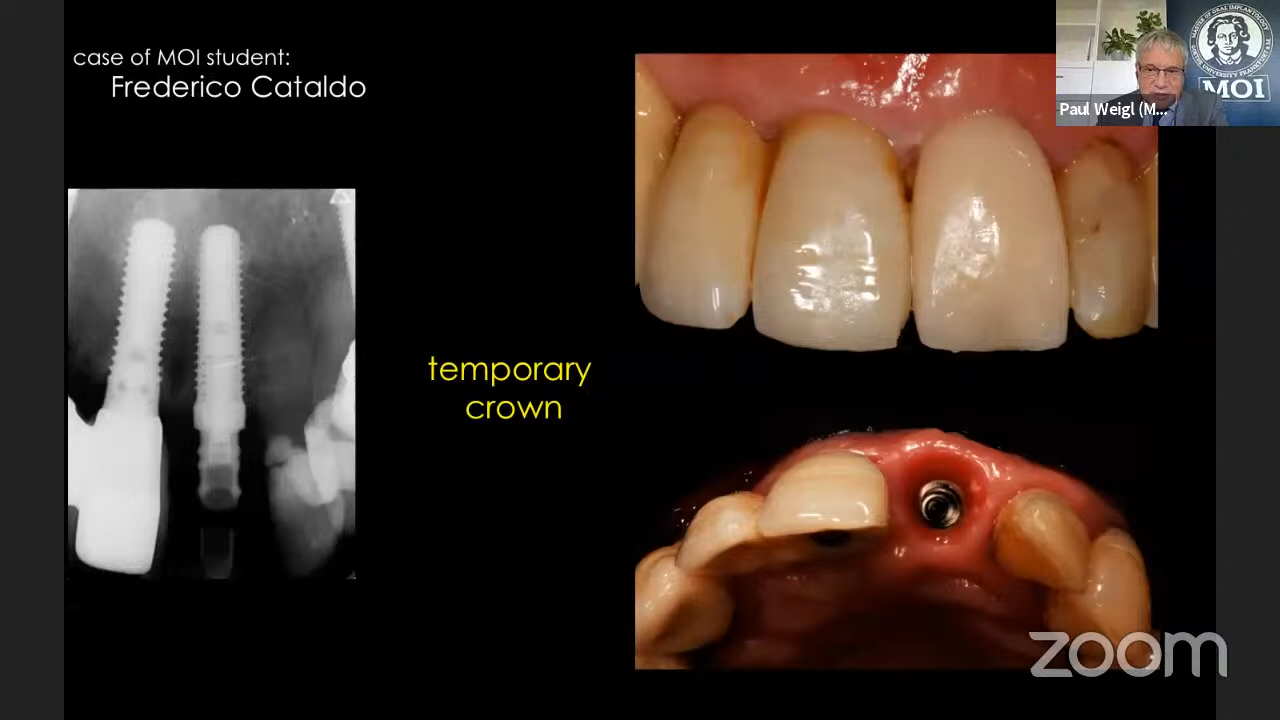 case of MOI student:
Frederico Cataldo
temporary
crown
MOI
Paul Weigl (M...
zoom